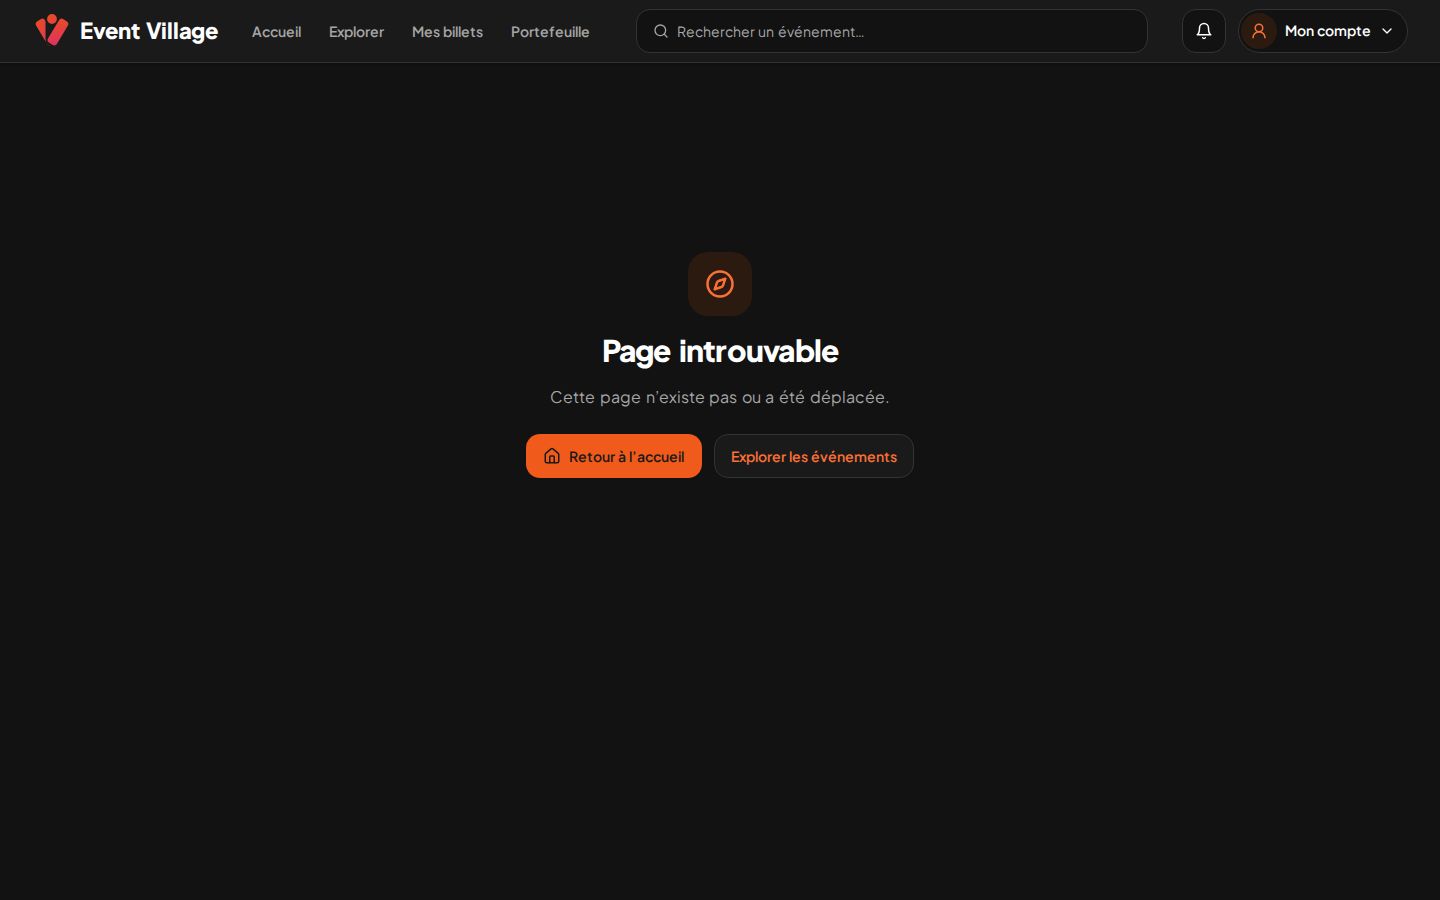 Event Village
Accueil
Explorer
Mes billets
Portefeuille
Rechercher un événement...
Mon compte
Page introuvable
Cette page n'existe pas ou a été déplacée.
Retour à l'accueil
Explorer les événements